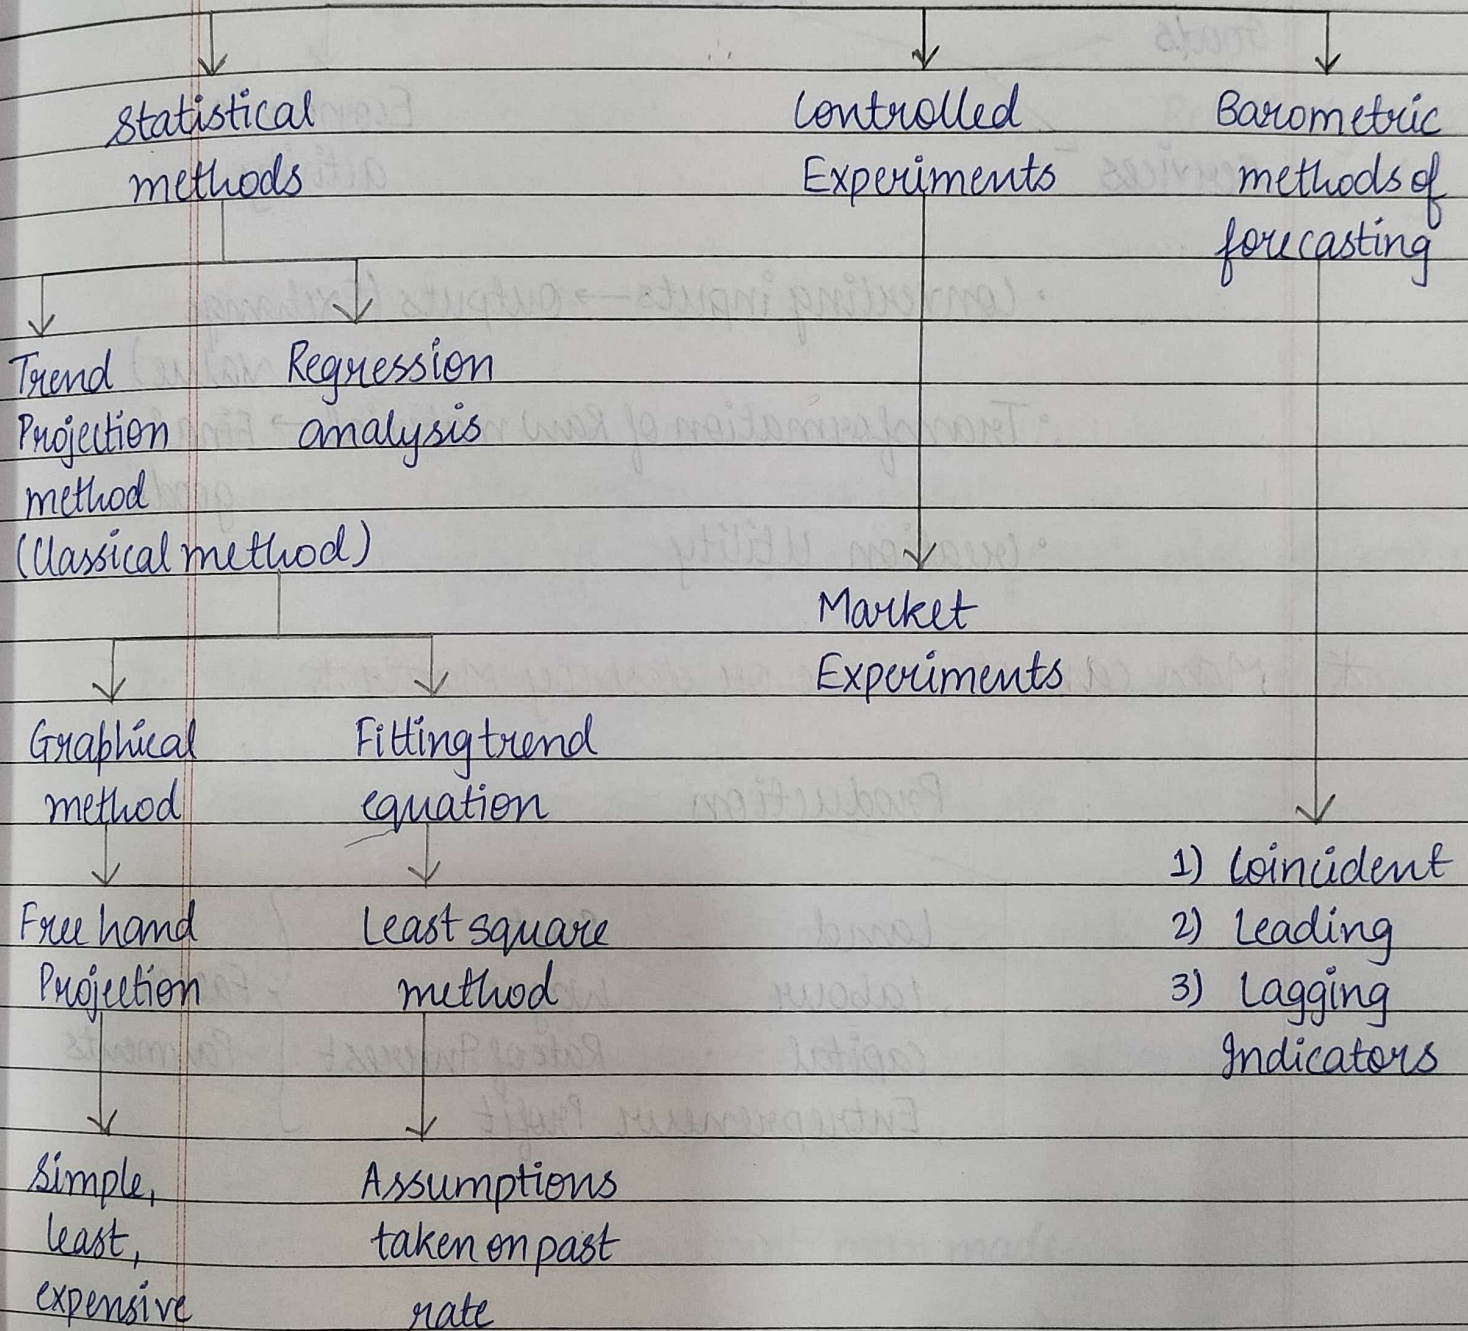 Statistical
methods
Controlled
Experiments
Barometric
methods of
forecasting
Trend
Projection
method
(Classical method)
Regression
analysis
Market
Experiments
Graphical
method
Fitting trend
equation
Free hand
Projection
Least square
method
1) Coincident
2) Leading
3) Lagging
Indicators
Simple,
least,
expensive
Assumptions
taken on past
rate